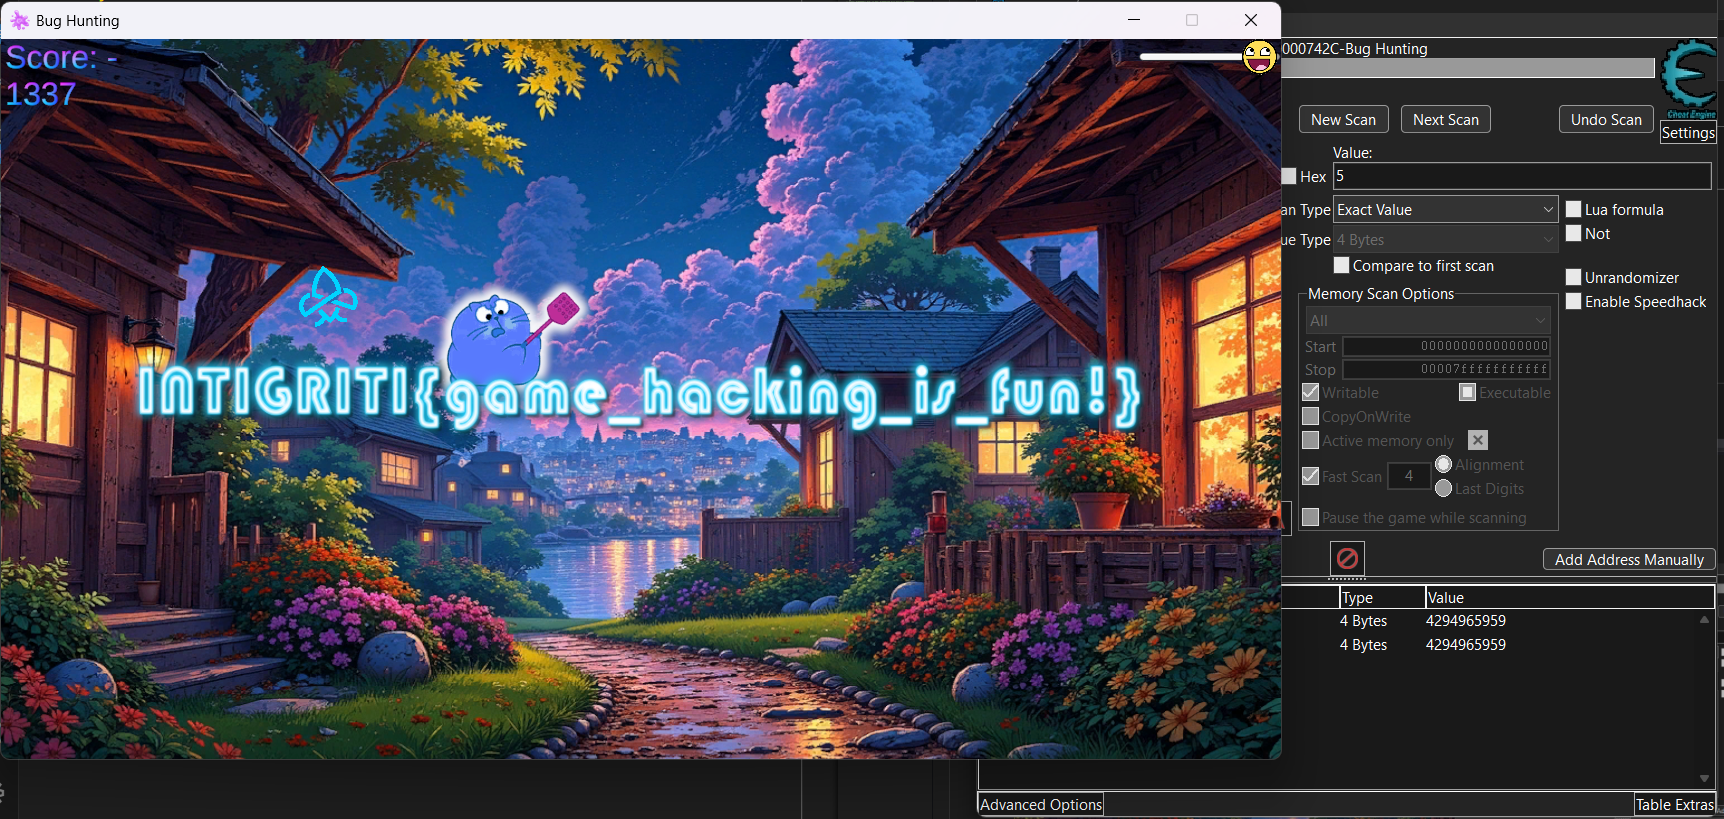 Bug Hunting
Score: -
1337
INTIGRITI{game_hacking_is_fun!}
000742C-Bug Hunting
New Scan
Next Scan
Undo Scan
Cheat Engine
Settings
Value:
Hex
5
an Type
Exact Value
Lua formula
ue Type
4 Bytes
Not
Compare to first scan
Unrandomizer
Memory Scan Options
Enable Speedhack
All
Start
0000000000000000
Stop
00007fffffffffff
Writable
Executable
CopyOnWrite
Active memory only
Fast Scan
4
Alignment
Last Digits
Pause the game while scanning
Add Address Manually
Type
Value
4 Bytes
4294965959
4 Bytes
4294965959
Advanced Options
Table Extras